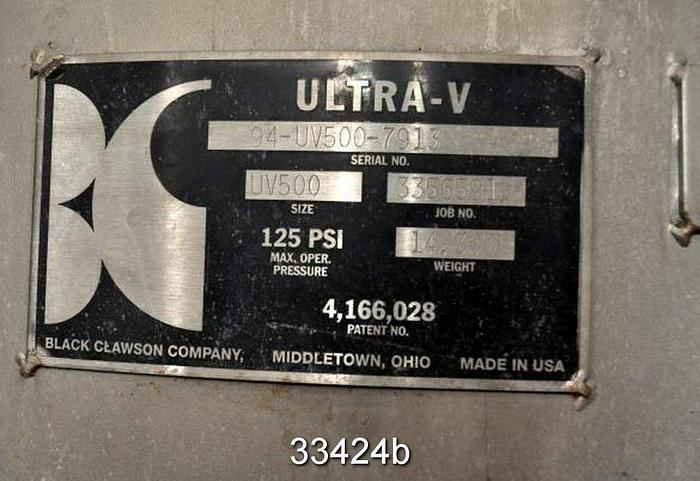 ULTRA-V
94-UV500-7913
SERIAL NO.
UV500
SIZE
JOB NO.
125 PSI
MAX. OPER.
PRESSURE
WEIGHT
4,166,028
PATENT NO.
BLACK CLAWSON COMPANY, MIDDLETOWN, OHIO MADE IN USA
33424b